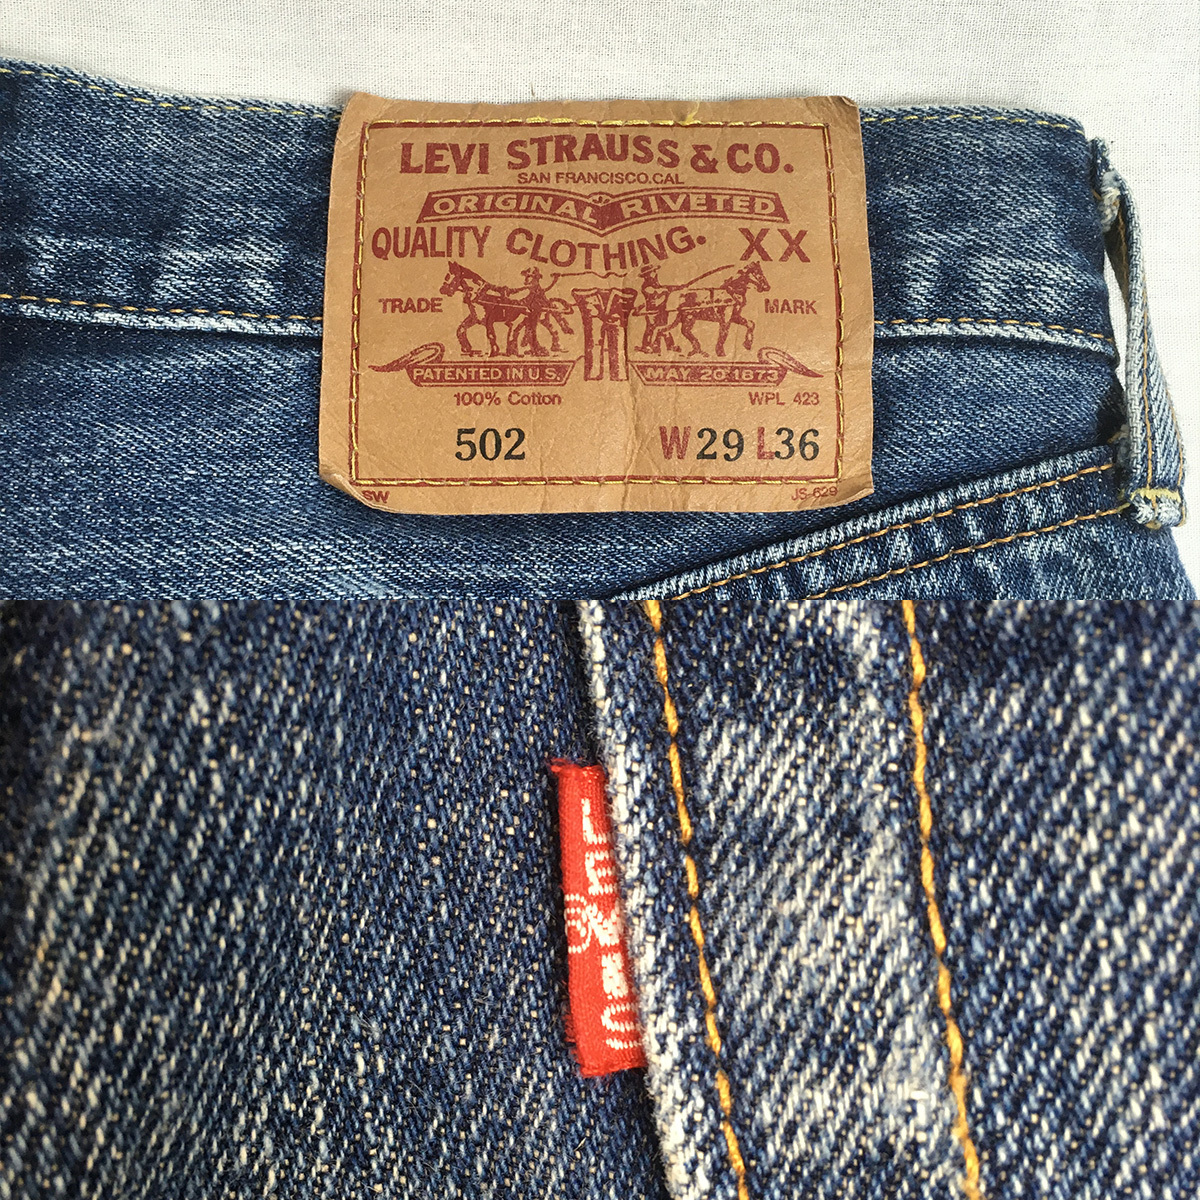 LEVI STRAUSS & CO.
SAN FRANCISCO, CAL
ORIGINAL RIVETED
QUALITY CLOTHING. XX
TRADE MARK
PATENTED IN U.S. MAY 20 1873
100% Cotton WPL 423
502 W29 L36
SW JS-629
LEVI'S
®